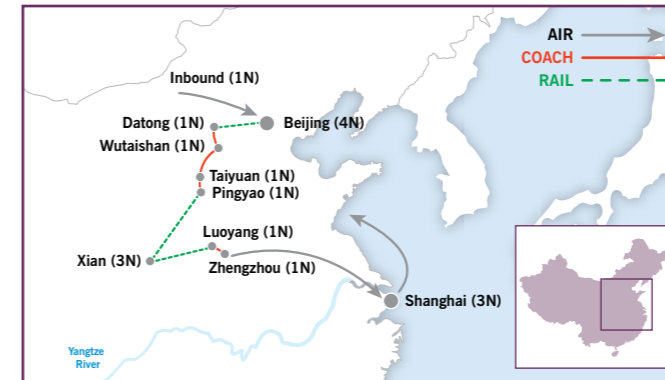 AIR
COACH
RAIL
Inbound (1N)
Datong (1N)
Beijing (4N)
Wutaishan (1N)
Taiyuan (1N)
Pingyao (1N)
Luoyang (1N)
Xian (3N)
Zhengzhou (1N)
Shanghai (3N)
Yangtze
River